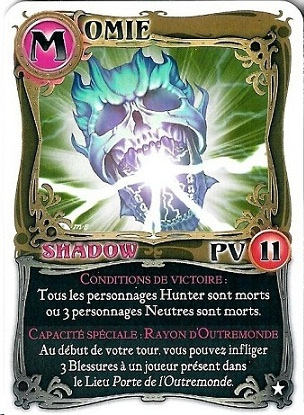 MOMIE
m-s
SHADOW PV 11
CONDITIONS DE VICTOIRE :
Tous les personnages Hunter sont morts
ou 3 personnages Neutres sont morts.
CAPACITÉ SPÉCIALE : RAYON D'OUTREMONDE
Au début de votre tour, vous pouvez infliger
3 Blessures à un joueur présent dans
le Lieu Porte de l'Outremonde.